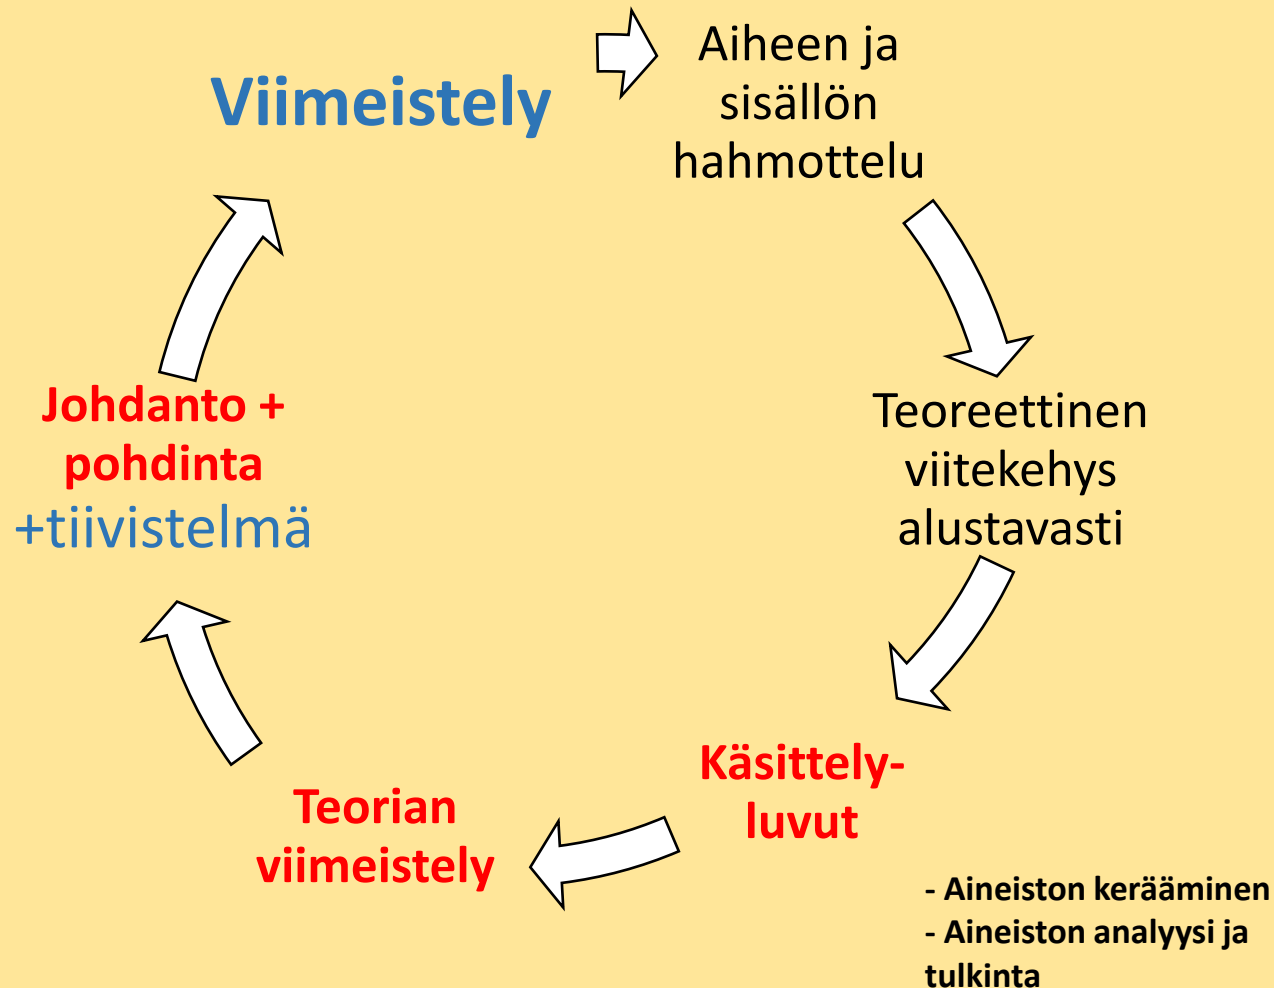 Viimeistely
Aiheen ja
sisällön
hahmottelu
Teoreettinen
viitekehys
alustavasti
Käsittely-
luvut
- Aineiston kerääminen
- Aineiston analyysi ja
tulkinta
Teorian
viimeistely
Johdanto +
pohdinta
+tiivistelmä